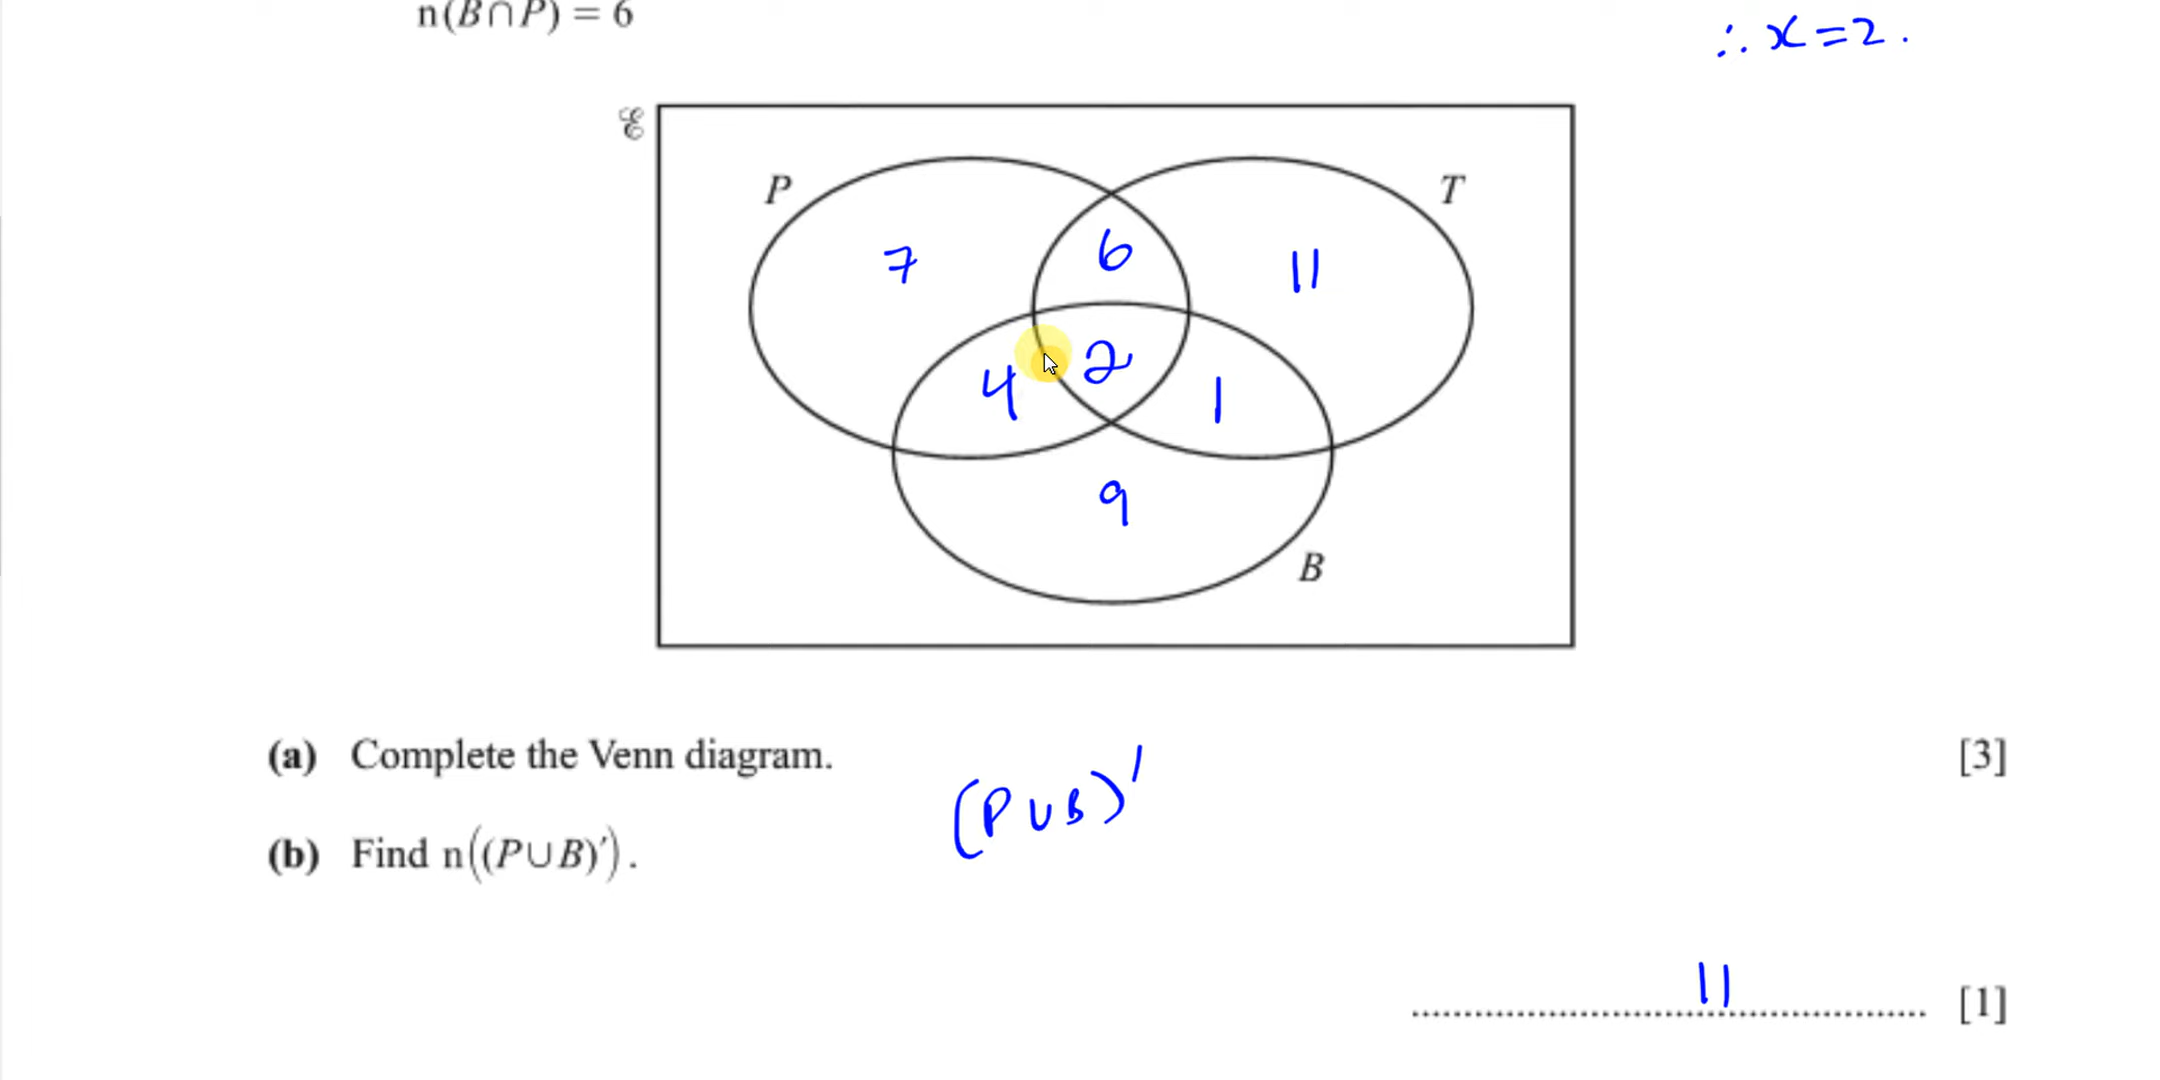 n(B∩P) = 6
∴ x = 2.
ℰ
P
T
7
6
11
4
2
1
9
B
(a) Complete the Venn diagram. [3]
(P∪B)'
(b) Find n((P∪B)′).
11
[1]